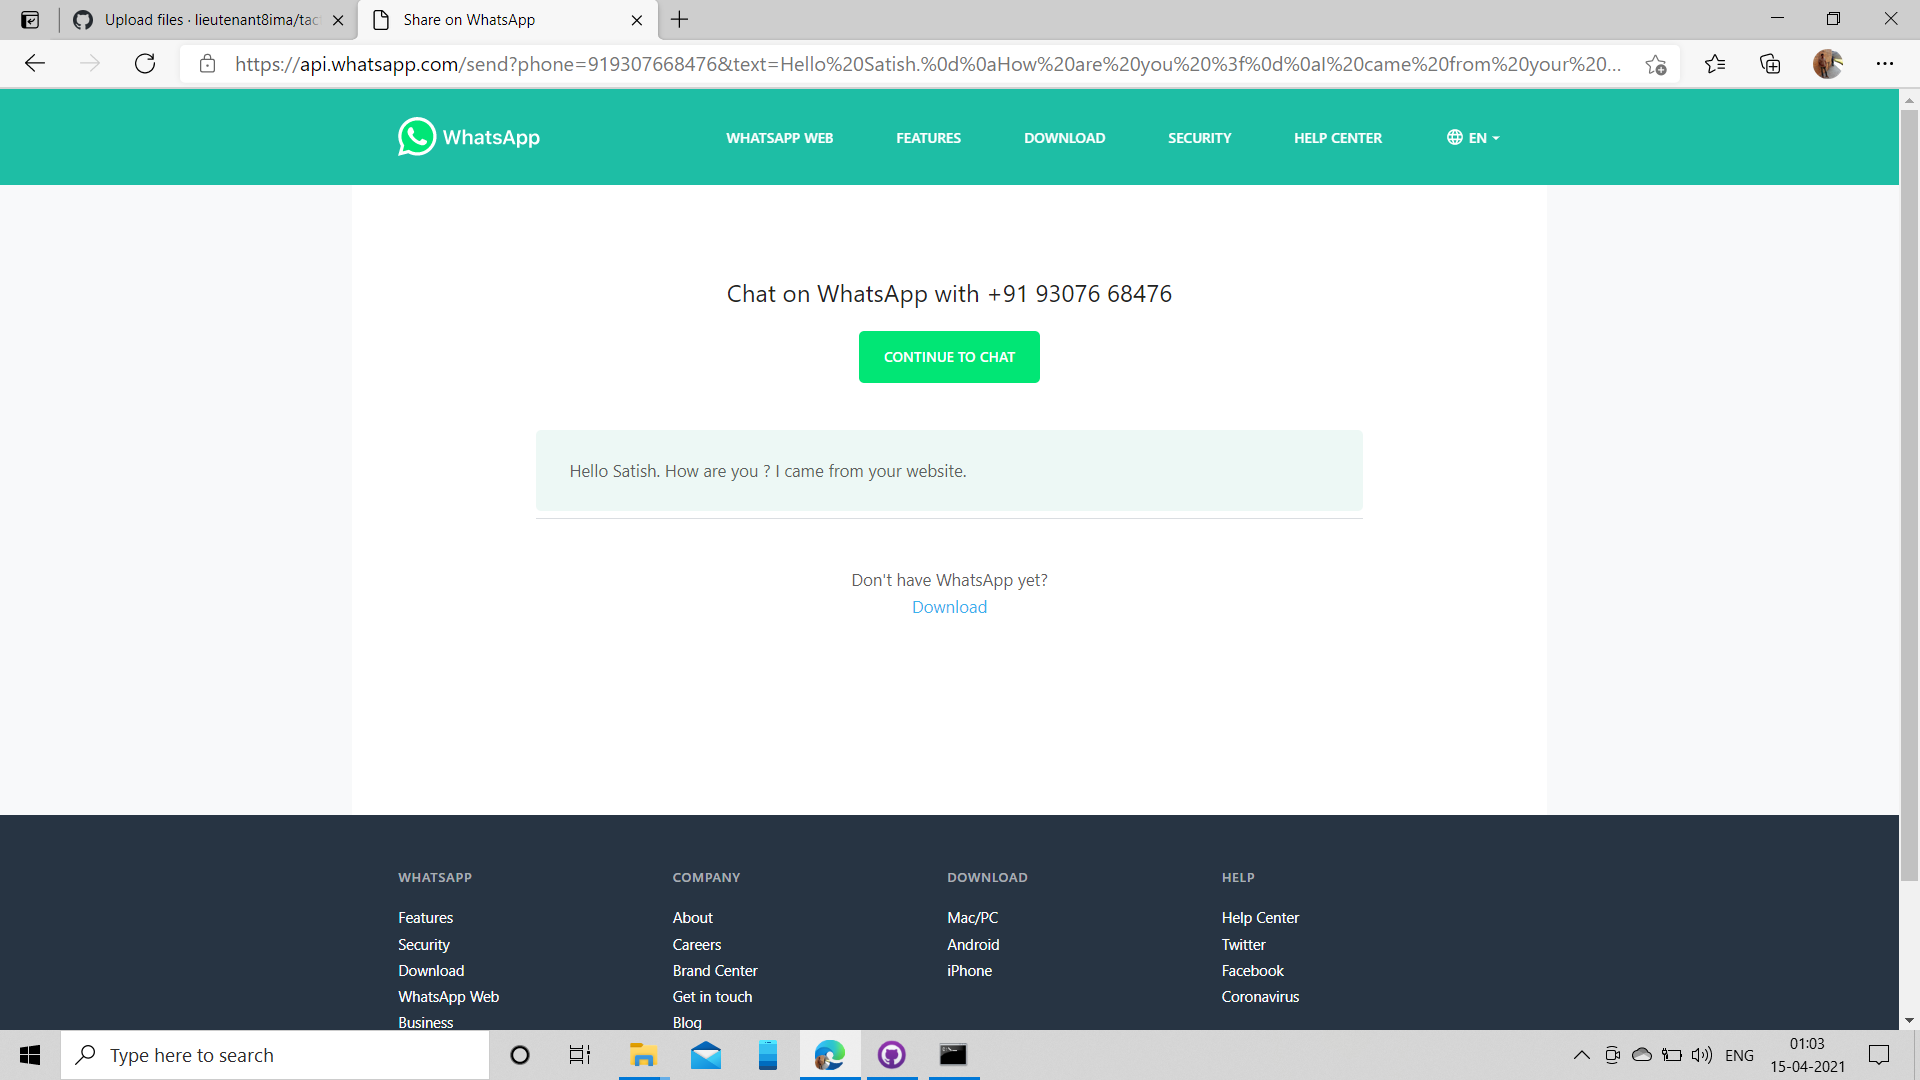 Upload files · lieutenant8ima/tac
Share on WhatsApp
https://api.whatsapp.com/send?phone=919307668476&text=Hello%20Satish.%0d%0aHow%20are%20you%20%3f%0d%0aI%20came%20from%20your%20...
WhatsApp
WHATSAPP WEB
FEATURES
DOWNLOAD
SECURITY
HELP CENTER
EN
Chat on WhatsApp with +91 93076 68476
CONTINUE TO CHAT
Hello Satish. How are you ? I came from your website.
Don't have WhatsApp yet?
Download
WHATSAPP
Features
Security
Download
WhatsApp Web
Business
COMPANY
About
Careers
Brand Center
Get in touch
Blog
DOWNLOAD
Mac/PC
Android
iPhone
HELP
Help Center
Twitter
Facebook
Coronavirus
Type here to search
ENG
01:03
15-04-2021